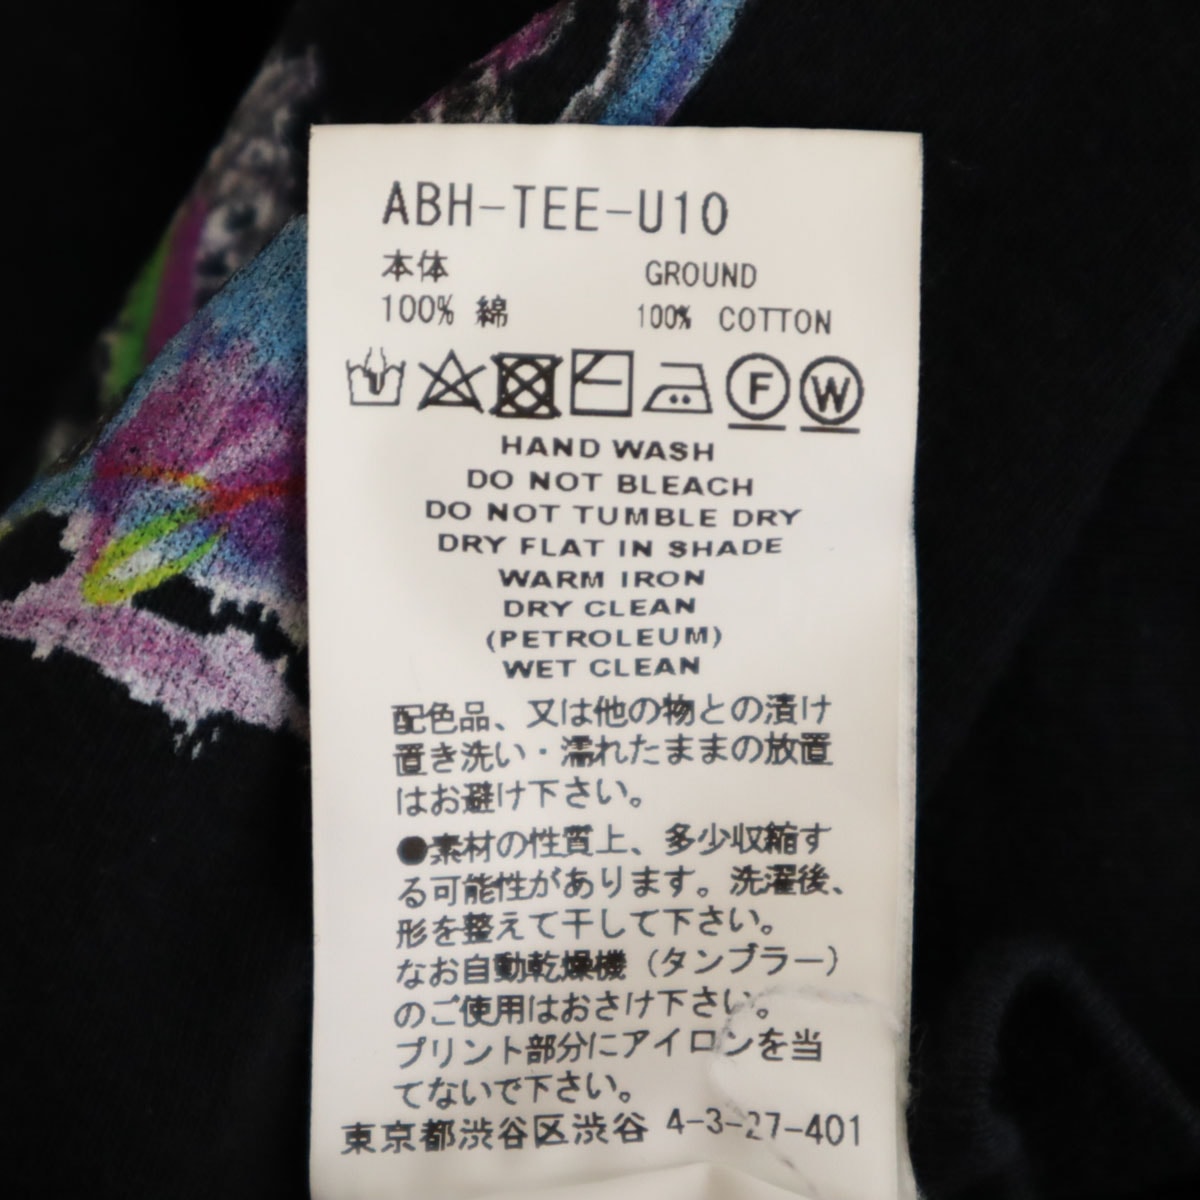 ABH-TEE-U10
本体 GROUND
100% 綿 100% COTTON
F W
HAND WASH
DO NOT BLEACH
DO NOT TUMBLE DRY
DRY FLAT IN SHADE
WARM IRON
DRY CLEAN
(PETROLEUM)
WET CLEAN
配色品、又は他の物との漬け
置き洗い・濡れたままの放置
はお避け下さい。
●素材の性質上、多少収縮す
る可能性があります。洗濯後、
形を整えて干して下さい。
なお自動乾燥機（タンブラー）
のご使用はおさけ下さい。
プリント部分にアイロンを当
てないで下さい。
東京都渋谷区渋谷 4-3-27-401